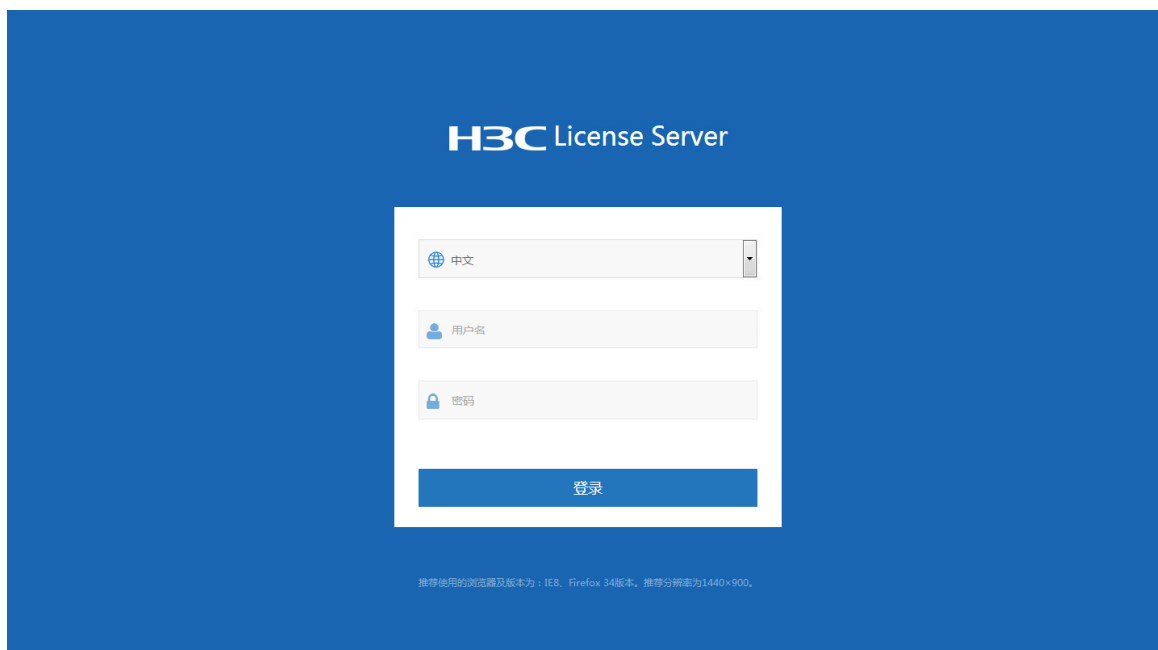 H3C License Server
中文
用户名
密码
登录
推荐使用的浏览器及版本为：IE8、Firefox 34版本。推荐分辨率为1440×900。